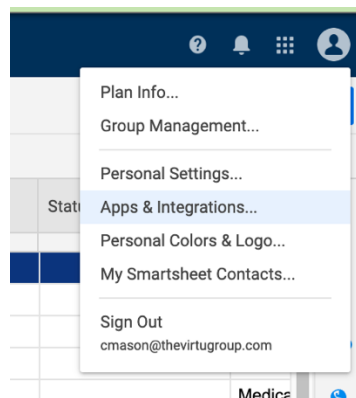 ?
Plan Info...
Group Management...
Personal Settings...
Statu
Apps & Integrations...
Personal Colors & Logo...
My Smartsheet Contacts...
Sign Out
cmason@thevirtugroup.com
Medica